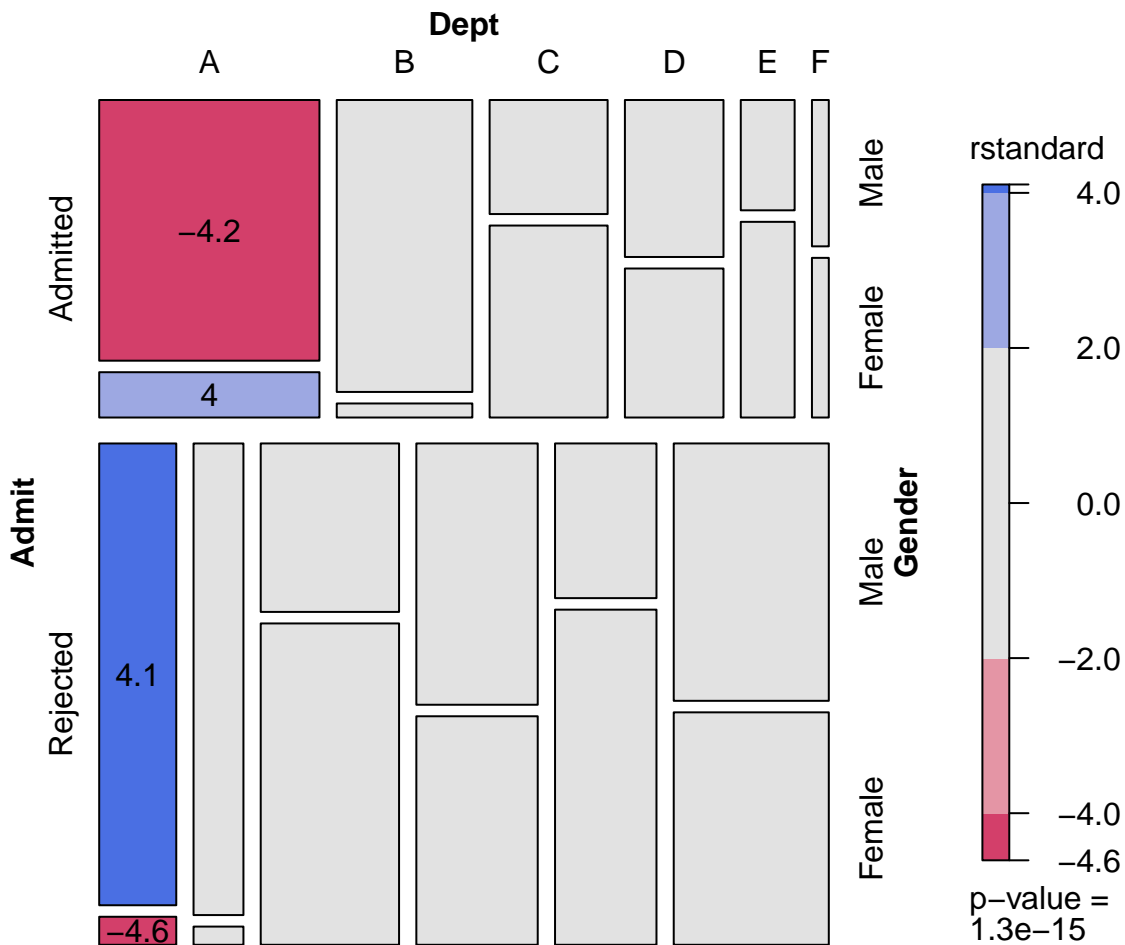 Dept
A B C D E F
Admit
Admitted
Rejected
−4.2
4
4.1
−4.6
Male
Female
Male
Female
Gender
rstandard
4.0
2.0
0.0
−2.0
−4.0
−4.6
p−value =
1.3e−15